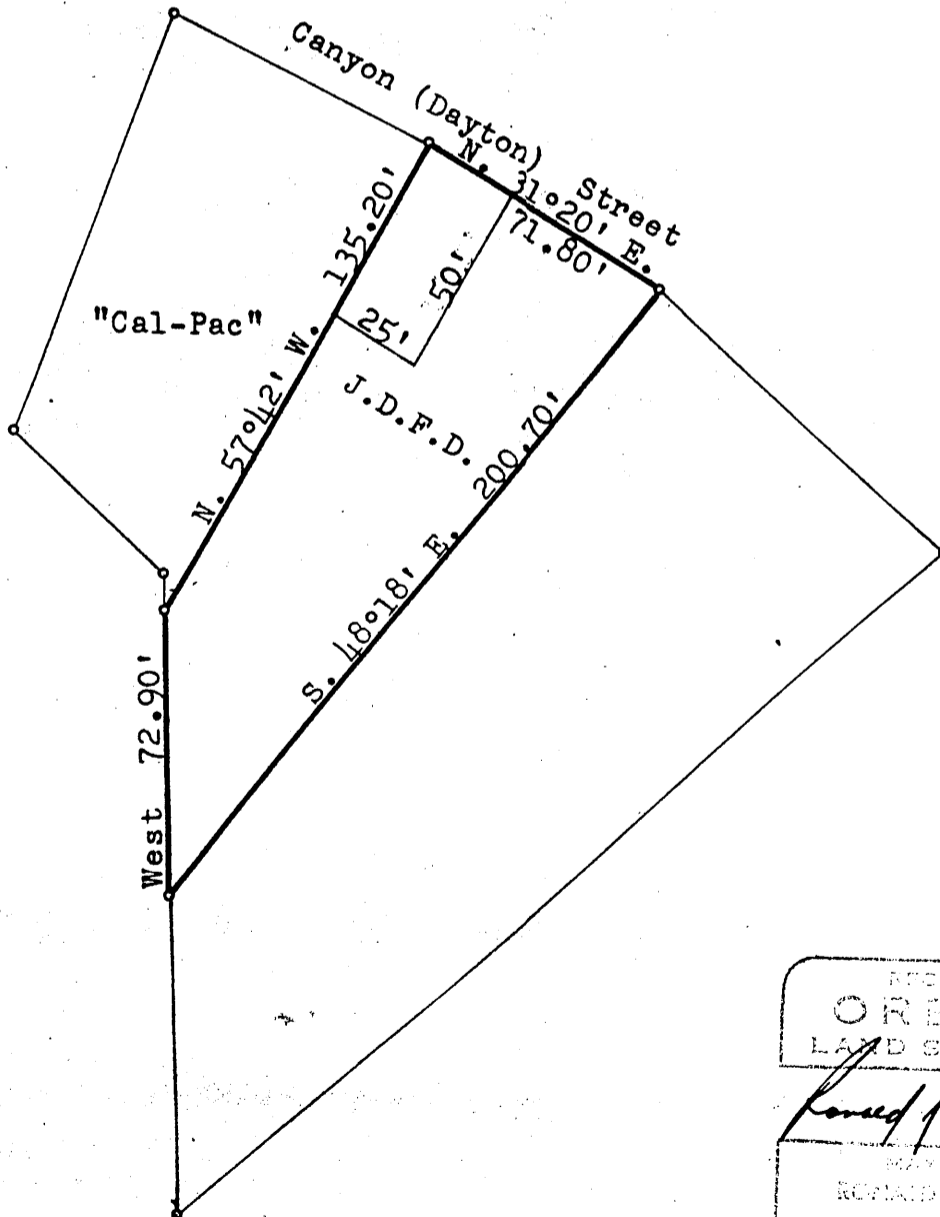 Canyon (Dayton) Street
N. 31°20' E.
71.80'
N. 57°42' W. 135.20'
50'
25'
"Cal-Pac"
J.D.F.D.
S. 48°18' E. 200.70'
West 72.90'
OR
LAND S